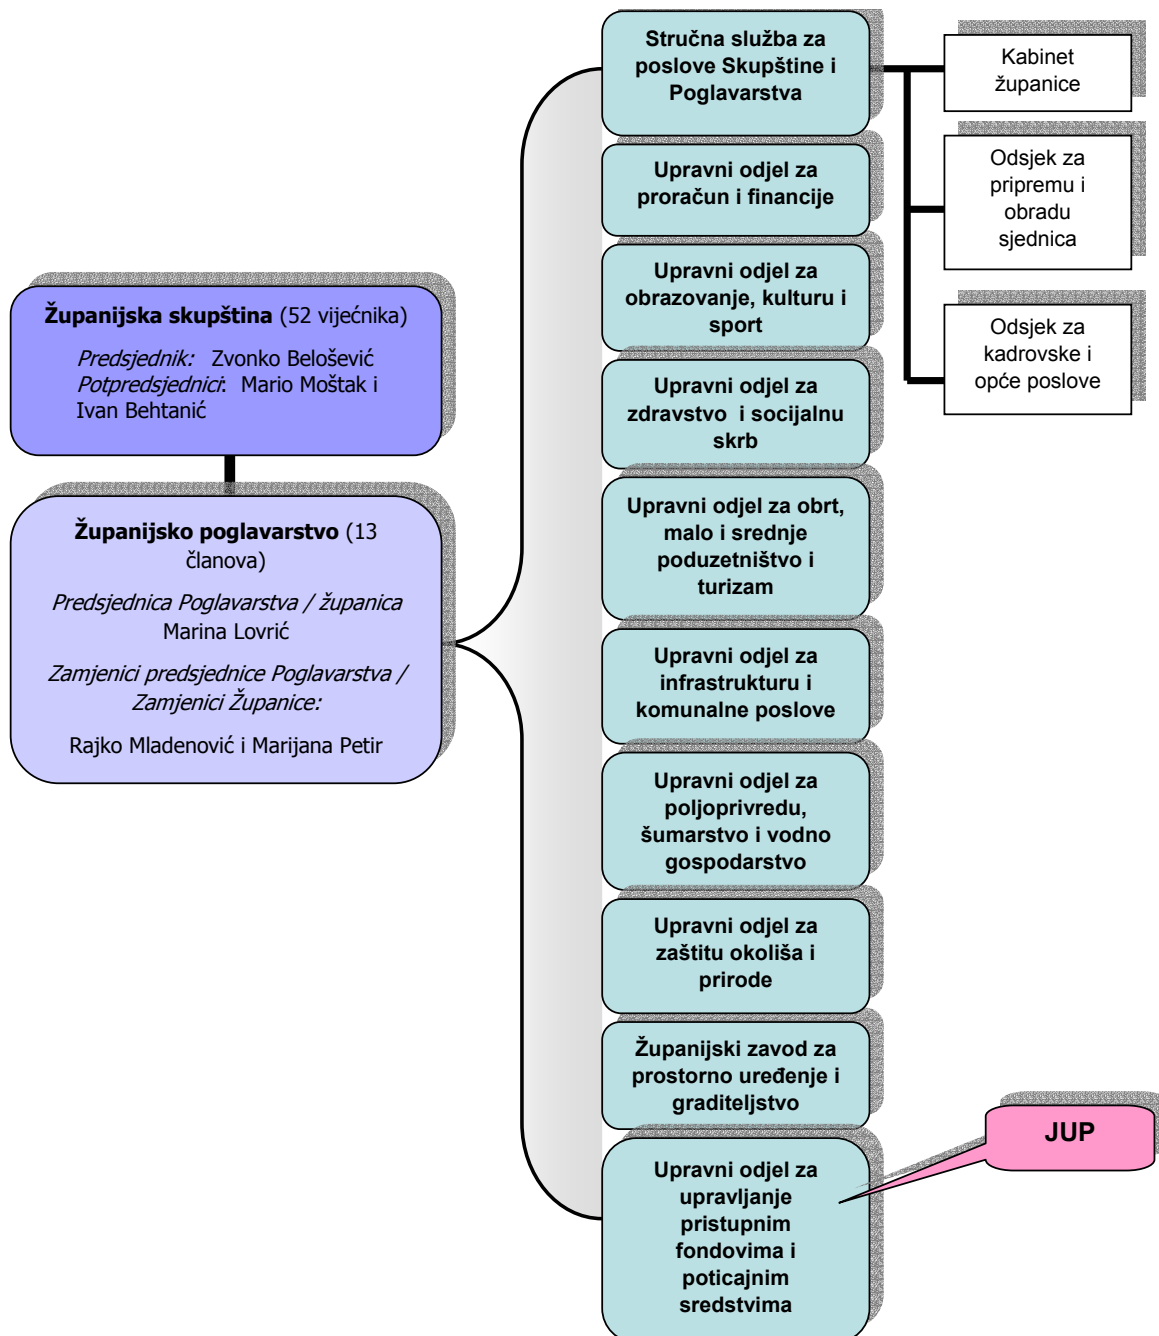 Županijska skupština (52 vijećnika)
Predsjednik: Zvonko Belošević
Potpredsjednici: Mario Moštak i
Ivan Behtanić
Županijsko poglavarstvo (13
članova)
Predsjednica Poglavarstva / županica
Marina Lovrić
Zamjenici predsjednice Poglavarstva /
Zamjenici Županice:
Rajko Mladenović i Marijana Petir
Stručna služba za
poslove Skupštine i
Poglavarstva
Upravni odjel za
proračun i financije
Upravni odjel za
obrazovanje, kulturu i
sport
Upravni odjel za
zdravstvo i socijalnu
skrb
Upravni odjel za obrt,
malo i srednje
poduzetništvo i
turizam
Upravni odjel za
infrastrukturu i
komunalne poslove
Upravni odjel za
poljoprivredu,
šumarstvo i vodno
gospodarstvo
Upravni odjel za
zaštitu okoliša i
prirode
Županijski zavod za
prostorno uređenje i
graditeljstvo
Upravni odjel za
upravljanje
pristupnim
fondovima i
poticajnim
sredstvima
Kabinet
županice
Odsjek za
pripremu i
obradu
sjednica
Odsjek za
kadrovske i
opće poslove
JUP